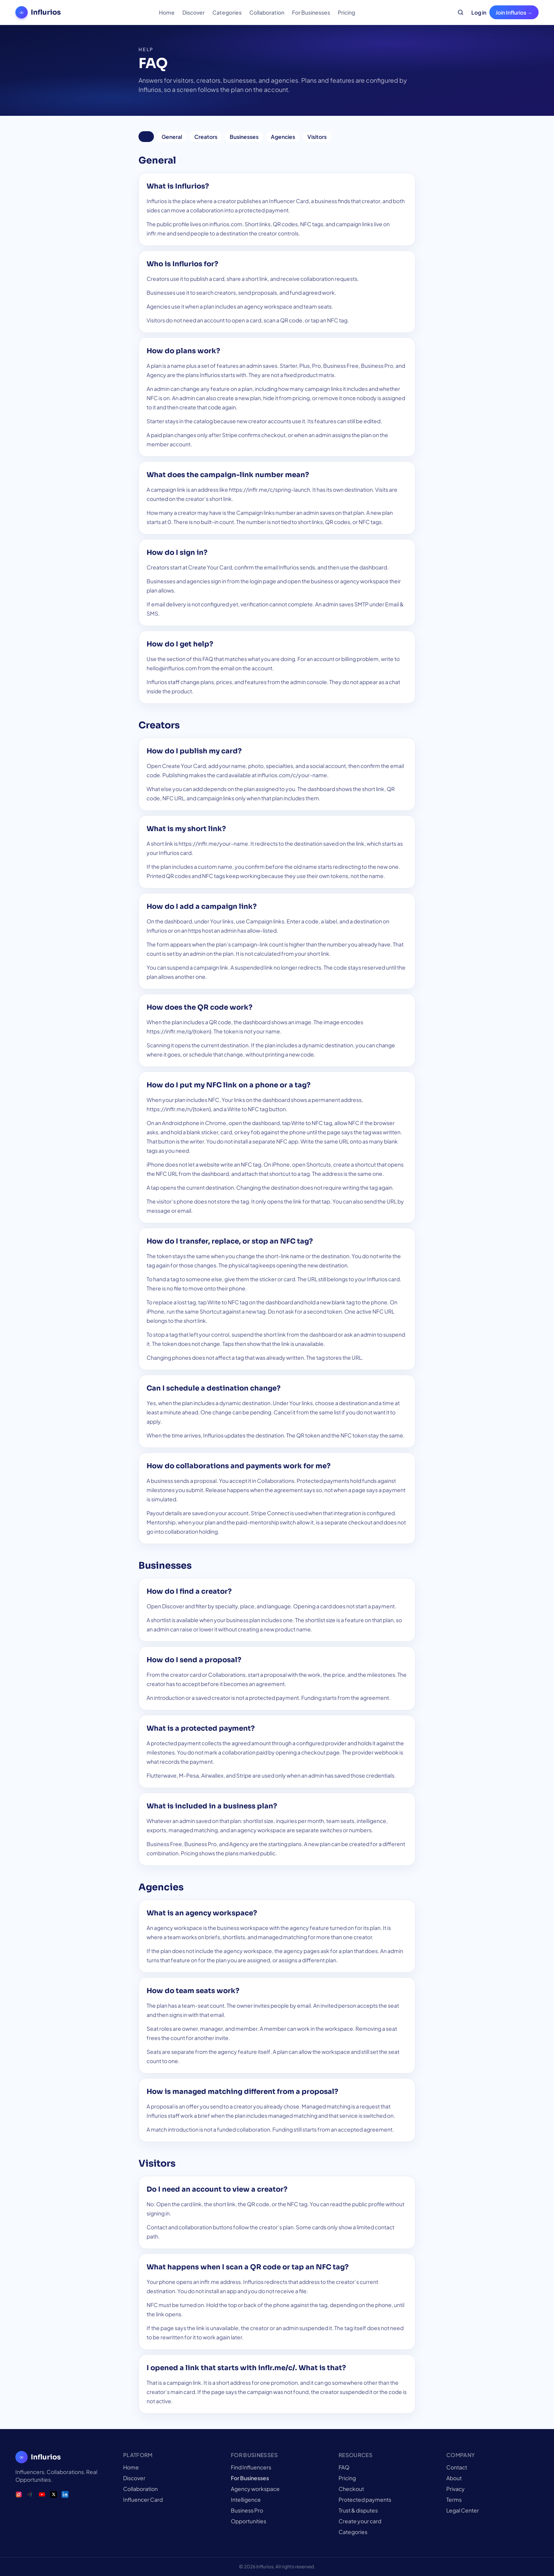 Influrios
Home Discover Categories Collaboration For Businesses Pricing
Log in
Join Influrios →
HELP
FAQ
Answers for visitors, creators, businesses, and agencies. Plans and features are configured by
Influrios, so a screen follows the plan on the account.
General Creators Businesses Agencies Visitors
General
What is Influrios?
Influrios is the place where a creator publishes an Influencer Card, a business finds that creator, and both
sides can move a collaboration into a protected payment.
The public profile lives on influrios.com. Short links, QR codes, NFC tags, and campaign links live on
inflr.me and send people to a destination the creator controls.
Who is Influrios for?
Creators use it to publish a card, share a short link, and receive collaboration requests.
Businesses use it to search creators, send proposals, and fund agreed work.
Agencies use it when a plan includes an agency workspace and team seats.
Visitors do not need an account to open a card, scan a QR code, or tap an NFC tag.
How do plans work?
A plan is a name plus a set of features an admin saves. Starter, Plus, Pro, Business Free, Business Pro, and
Agency are the plans Influrios starts with. They are not a fixed product matrix.
An admin can change any feature on a plan, including how many campaign links it includes and whether
NFC is on. An admin can also create a new plan, hide it from pricing, or remove it once nobody is assigned
to it and then create that code again.
Starter stays in the catalog because new creator accounts use it. Its features can still be edited.
A paid plan changes only after Stripe confirms checkout, or when an admin assigns the plan on the
member account.
What does the campaign-link number mean?
A campaign link is an address like https://inflr.me/c/spring-launch. It has its own destination. Visits are
counted on the creator's short link.
How many a creator may have is the Campaign links number an admin saves on that plan. A new plan
starts at 0. There is no built-in count. The number is not tied to short links, QR codes, or NFC tags.
How do I sign in?
Creators start at Create Your Card, confirm the email Influrios sends, and then use the dashboard.
Businesses and agencies sign in from the login page and open the business or agency workspace their
plan allows.
If email delivery is not configured yet, verification cannot complete. An admin saves SMTP under Email &
SMS.
How do I get help?
Use the section of this FAQ that matches what you are doing. For an account or billing problem, write to
hello@influrios.com from the email on the account.
Influrios staff change plans, prices, and features from the admin console. They do not appear as a chat
inside the product.
Creators
How do I publish my card?
Open Create Your Card, add your name, photo, specialties, and a social account, then confirm the email
code. Publishing makes the card available at influrios.com/c/your-name.
What else you can add depends on the plan assigned to you. The dashboard shows the short link, QR
code, NFC URL, and campaign links only when that plan includes them.
What is my short link?
A short link is https://inflr.me/your-name. It redirects to the destination saved on the link, which starts as
your Influrios card.
If the plan includes a custom name, you confirm before the old name starts redirecting to the new one.
Printed QR codes and NFC tags keep working because they use their own tokens, not the name.
How do I add a campaign link?
On the dashboard, under Your links, use Campaign links. Enter a code, a label, and a destination on
Influrios or on an https host an admin has allow-listed.
The form appears when the plan's campaign-link count is higher than the number you already have. That
count is set by an admin on the plan. It is not calculated from your short link.
You can suspend a campaign link. A suspended link no longer redirects. The code stays reserved until the
plan allows another one.
How does the QR code work?
When the plan includes a QR code, the dashboard shows an image. The image encodes
https://inflr.me/q/{token}. The token is not your name.
Scanning it opens the current destination. If the plan includes a dynamic destination, you can change
where it goes, or schedule that change, without printing a new code.
How do I put my NFC link on a phone or a tag?
When your plan includes NFC, Your links on the dashboard shows a permanent address,
https://inflr.me/n/{token}, and a Write to NFC tag button.
On an Android phone in Chrome, open the dashboard, tap Write to NFC tag, allow NFC if the browser
asks, and hold a blank sticker, card, or key fob against the phone until the page says the tag was written.
That button is the writer. You do not install a separate NFC app. Write the same URL onto as many blank
tags as you need.
iPhone does not let a website write an NFC tag. On iPhone, open Shortcuts, create a shortcut that opens
the NFC URL from the dashboard, and attach that shortcut to a tag. The address is the same one.
A tap opens the current destination. Changing the destination does not require writing the tag again.
The visitor's phone does not store the tag. It only opens the link for that tap. You can also send the URL by
message or email.
How do I transfer, replace, or stop an NFC tag?
The token stays the same when you change the short-link name or the destination. You do not write the
tag again for those changes. The physical tag keeps opening the new destination.
To hand a tag to someone else, give them the sticker or card. The URL still belongs to your Influrios card.
There is no file to move onto their phone.
To replace a lost tag, tap Write to NFC tag on the dashboard and hold a new blank tag to the phone. On
iPhone, run the same Shortcut against a new tag. Do not ask for a second token. One active NFC URL
belongs to the short link.
To stop a tag that left your control, suspend the short link from the dashboard or ask an admin to suspend
it. The token does not change. Taps then show that the link is unavailable.
Changing phones does not affect a tag that was already written. The tag stores the URL.
Can I schedule a destination change?
Yes, when the plan includes a dynamic destination. Under Your links, choose a destination and a time at
least a minute ahead. One change can be pending. Cancel it from the same list if you do not want it to
apply.
When the time arrives, Influrios updates the destination. The QR token and the NFC token stay the same.
How do collaborations and payments work for me?
A business sends a proposal. You accept it in Collaborations. Protected payments hold funds against
milestones you submit. Release happens when the agreement says so, not when a page says a payment
is simulated.
Payout details are saved on your account. Stripe Connect is used when that integration is configured.
Mentorship, when your plan and the paid-mentorship switch allow it, is a separate checkout and does not
go into collaboration holding.
Businesses
How do I find a creator?
Open Discover and filter by specialty, place, and language. Opening a card does not start a payment.
A shortlist is available when your business plan includes one. The shortlist size is a feature on that plan, so
an admin can raise or lower it without creating a new product name.
How do I send a proposal?
From the creator card or Collaborations, start a proposal with the work, the price, and the milestones. The
creator has to accept before it becomes an agreement.
An introduction or a saved creator is not a protected payment. Funding starts from the agreement.
What is a protected payment?
A protected payment collects the agreed amount through a configured provider and holds it against the
milestones. You do not mark a collaboration paid by opening a checkout page. The provider webhook is
what records the payment.
Flutterwave, M-Pesa, Airwallex, and Stripe are used only when an admin has saved those credentials.
What is included in a business plan?
Whatever an admin saved on that plan: shortlist size, inquiries per month, team seats, intelligence,
exports, managed matching, and an agency workspace are separate switches or numbers.
Business Free, Business Pro, and Agency are the starting plans. A new plan can be created for a different
combination. Pricing shows the plans marked public.
Agencies
What is an agency workspace?
An agency workspace is the business workspace with the agency feature turned on for its plan. It is
where a team works on briefs, shortlists, and managed matching for more than one creator.
If the plan does not include the agency workspace, the agency pages ask for a plan that does. An admin
turns that feature on for the plan you are assigned, or assigns a different plan.
How do team seats work?
The plan has a team-seat count. The owner invites people by email. An invited person accepts the seat
and then signs in with that email.
Seat roles are owner, manager, and member. A member can work in the workspace. Removing a seat
frees the count for another invite.
Seats are separate from the agency feature itself. A plan can allow the workspace and still set the seat
count to one.
How is managed matching different from a proposal?
A proposal is an offer you send to a creator you already chose. Managed matching is a request that
Influrios staff work a brief when the plan includes managed matching and that service is switched on.
A match introduction is not a funded collaboration. Funding still starts from an accepted agreement.
Visitors
Do I need an account to view a creator?
No. Open the card link, the short link, the QR code, or the NFC tag. You can read the public profile without
signing in.
Contact and collaboration buttons follow the creator's plan. Some cards only show a limited contact
path.
What happens when I scan a QR code or tap an NFC tag?
Your phone opens an inflr.me address. Influrios redirects that address to the creator's current
destination. You do not install an app and you do not receive a file.
NFC must be turned on. Hold the top or back of the phone against the tag, depending on the phone, until
the link opens.
If the page says the link is unavailable, the creator or an admin suspended it. The tag itself does not need
to be rewritten for it to work again later.
I opened a link that starts with inflr.me/c/. What is that?
That is a campaign link. It is a short address for one promotion, and it can go somewhere other than the
creator's main card. If the page says the campaign was not found, the creator suspended it or the code is
not active.
Influrios
Influencers. Collaborations. Real
Opportunities.
PLATFORM
Home
Discover
Collaboration
Influencer Card
FOR BUSINESSES
Find Influencers
For Businesses
Agency workspace
Intelligence
Business Pro
Opportunities
RESOURCES
FAQ
Pricing
Checkout
Protected payments
Trust & disputes
Create your card
Categories
COMPANY
Contact
About
Privacy
Terms
Legal Center
© 2026 Influrios. All rights reserved.